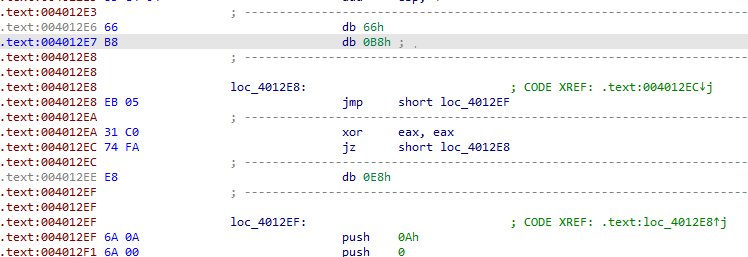 .text:004012E3 ; ---------------------------------------------------------------------------
.text:004012E6 66 db 66h
.text:004012E7 B8 db 0B8h ;
.text:004012E8 ; ---------------------------------------------------------------------------
.text:004012E8
.text:004012E8 loc_4012E8: ; CODE XREF: .text:004012EC↓j
.text:004012E8 EB 05 jmp short loc_4012EF
.text:004012EA ; ---------------------------------------------------------------------------
.text:004012EA 31 C0 xor eax, eax
.text:004012EC 74 FA jz short loc_4012E8
.text:004012EC ; ---------------------------------------------------------------------------
.text:004012EE E8 db 0E8h
.text:004012EF ; ---------------------------------------------------------------------------
.text:004012EF
.text:004012EF loc_4012EF: ; CODE XREF: .text:loc_4012E8↑j
.text:004012EF 6A 0A push 0Ah
.text:004012F1 6A 00 push 0